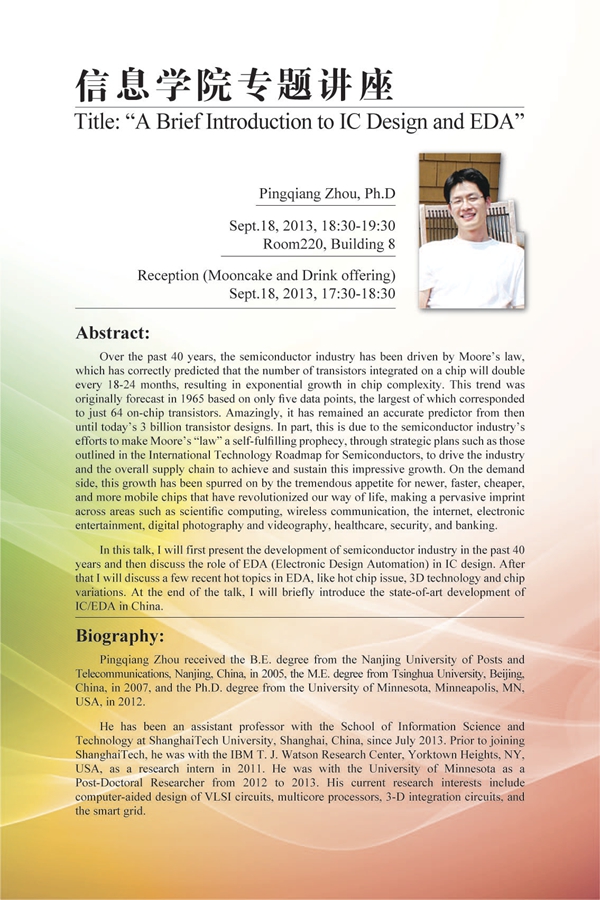 信息学院专题讲座
Title: “A Brief Introduction to IC Design and EDA”
Pingqiang Zhou, Ph.D
Sept.18, 2013, 18:30-19:30
Room220, Building 8
Reception (Mooncake and Drink offering)
Sept.18, 2013, 17:30-18:30
Abstract:
Over the past 40 years, the semiconductor industry has been driven by Moore's law,
which has correctly predicted that the number of transistors integrated on a chip will double
every 18-24 months, resulting in exponential growth in chip complexity. This trend was
originally forecast in 1965 based on only five data points, the largest of which corresponded
to just 64 on-chip transistors. Amazingly, it has remained an accurate predictor from then
until today's 3 billion transistor designs. In part, this is due to the semiconductor industry's
efforts to make Moore's “law” a self-fulfilling prophecy, through strategic plans such as those
outlined in the International Technology Roadmap for Semiconductors, to drive the industry
and the overall supply chain to achieve and sustain this impressive growth. On the demand
side, this growth has been spurred on by the tremendous appetite for newer, faster, cheaper,
and more mobile chips that have revolutionized our way of life, making a pervasive imprint
across areas such as scientific computing, wireless communication, the internet, electronic
entertainment, digital photography and videography, healthcare, security, and banking.
In this talk, I will first present the development of semiconductor industry in the past 40
years and then discuss the role of EDA (Electronic Design Automation) in IC design. After
that I will discuss a few recent hot topics in EDA, like hot chip issue, 3D technology and chip
variations. At the end of the talk, I will briefly introduce the state-of-art development of
IC/EDA in China.
Biography:
Pingqiang Zhou received the B.E. degree from the Nanjing University of Posts and
Telecommunications, Nanjing, China, in 2005, the M.E. degree from Tsinghua University, Beijing,
China, in 2007, and the Ph.D. degree from the University of Minnesota, Minneapolis, MN,
USA, in 2012.
He has been an assistant professor with the School of Information Science and
Technology at ShanghaiTech University, Shanghai, China, since July 2013. Prior to joining
ShanghaiTech, he was with the IBM T. J. Watson Research Center, Yorktown Heights, NY,
USA, as a research intern in 2011. He was with the University of Minnesota as a
Post-Doctoral Researcher from 2012 to 2013. His current research interests include
computer-aided design of VLSI circuits, multicore processors, 3-D integration circuits, and
the smart grid.